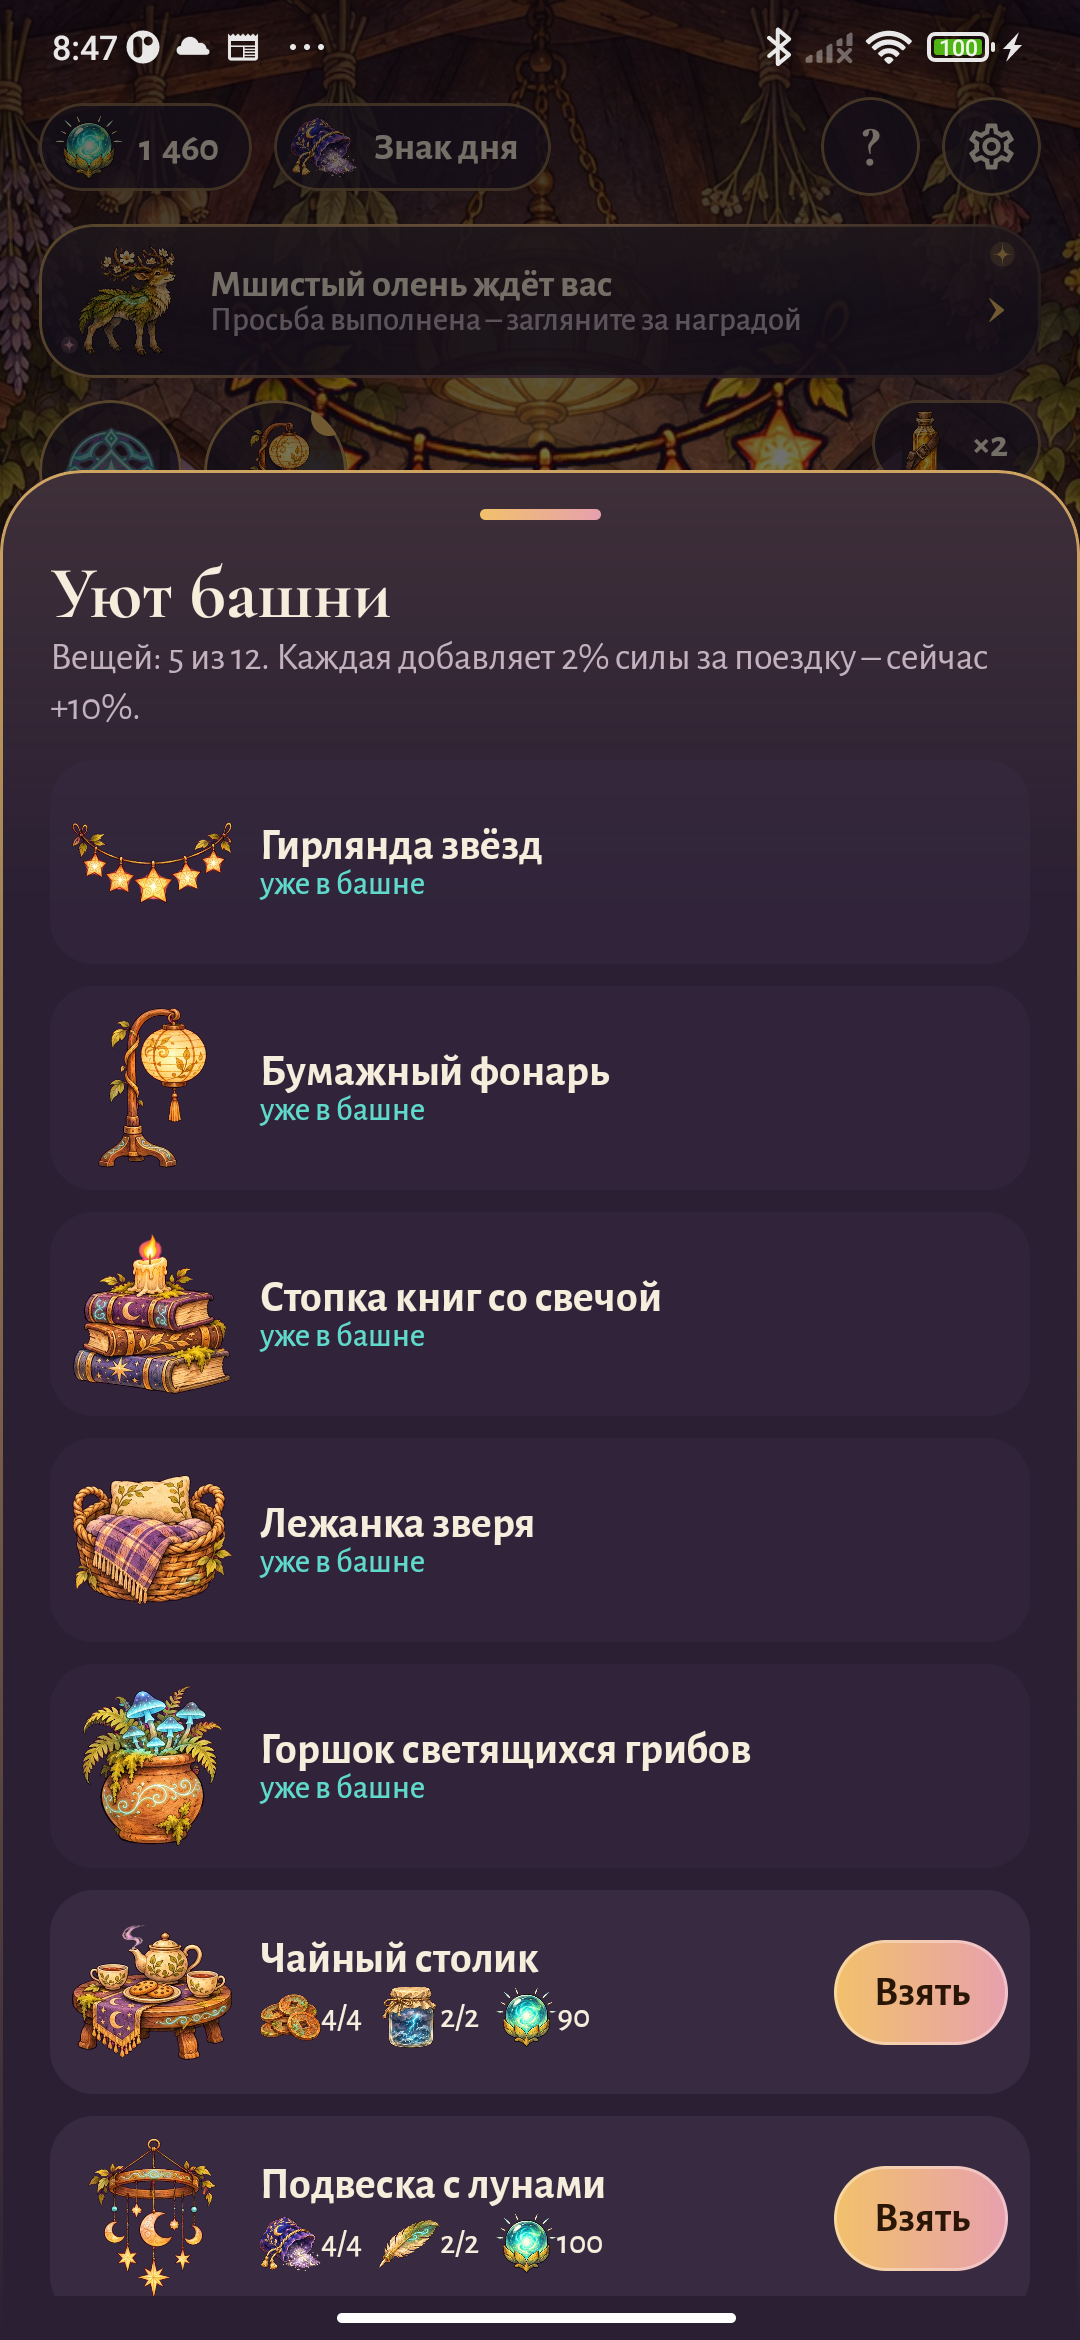 8:47
100
1 460
Знак дня
?
Мшистый олень ждёт вас
Просьба выполнена – загляните за наградой
×2
Уют башни
Вещей: 5 из 12. Каждая добавляет 2% силы за поездку – сейчас
+10%.
Гирлянда звёзд
уже в башне
Бумажный фонарь
уже в башне
Стопка книг со свечой
уже в башне
Лежанка зверя
уже в башне
Горшок светящихся грибов
уже в башне
Чайный столик
4/4 2/2 90
Взять
Подвеска с лунами
4/4 2/2 100
Взять